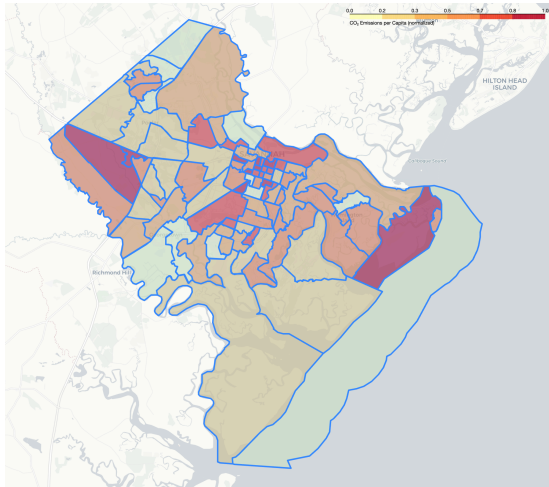 0.0 0.2 0.3 0.5 0.7 0.8 1.0
CO₂ Emissions per Capita (normalized)
HILTON HEAD
ISLAND
Richmond Hill